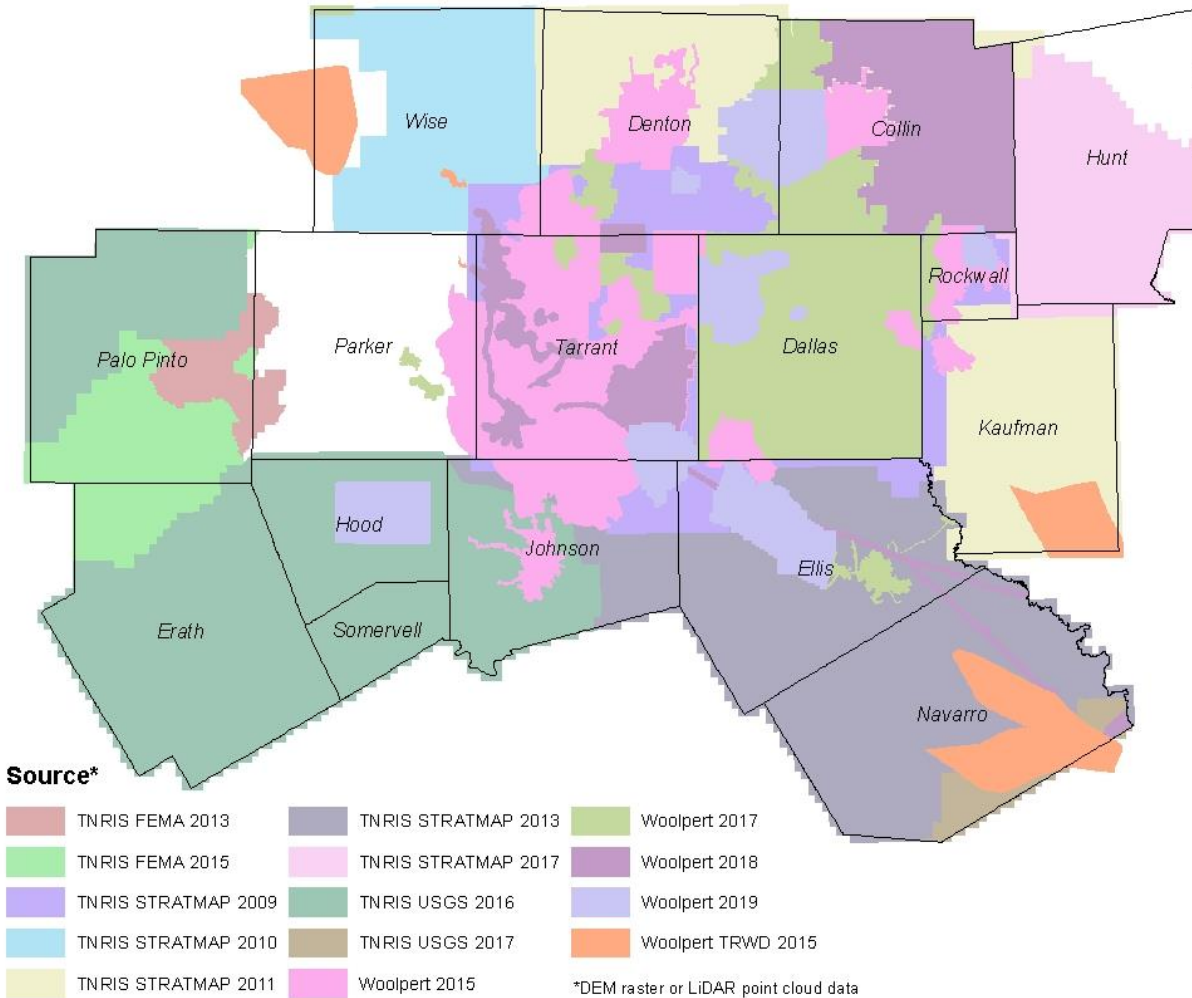 Wise
Denton
Collin
Hunt
Palo Pinto
Parker
Tarrant
Dallas
Rockwall
Kaufman
Hood
Johnson
Ellis
Erath
Somervell
Navarro
Source*
TNRIS FEMA 2013
TNRIS FEMA 2015
TNRIS STRATMAP 2009
TNRIS STRATMAP 2010
TNRIS STRATMAP 2011
TNRIS STRATMAP 2013
TNRIS STRATMAP 2017
TNRIS USGS 2016
TNRIS USGS 2017
Woolpert 2015
Woolpert 2017
Woolpert 2018
Woolpert 2019
Woolpert TRWD 2015
*DEM raster or LiDAR point cloud data